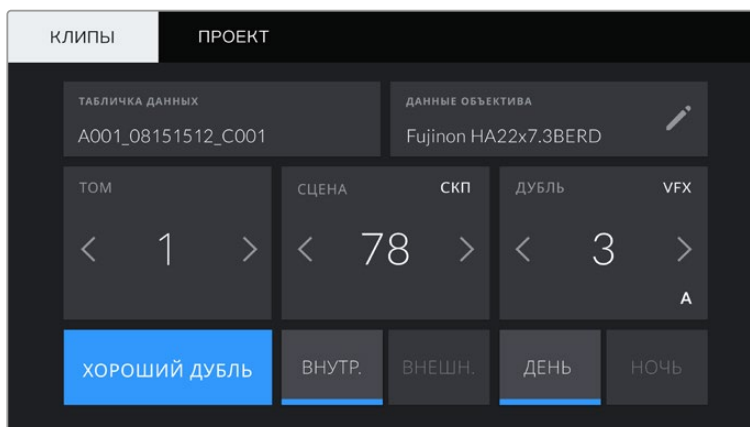 КЛИПЫ ПРОЕКТ
ТАБЛИЧКА ДАННЫХ ДАННЫЕ ОБЪЕКТИВА
A001_08151512_C001 Fujinon HA22x7.3BERD
ТОМ СЦЕНА СКП ДУБЛЬ VFX
< 1 > < 78 > < 3 >
A
ХОРОШИЙ ДУБЛЬ ВНУТР. ВНЕШН. ДЕНЬ НОЧЬ